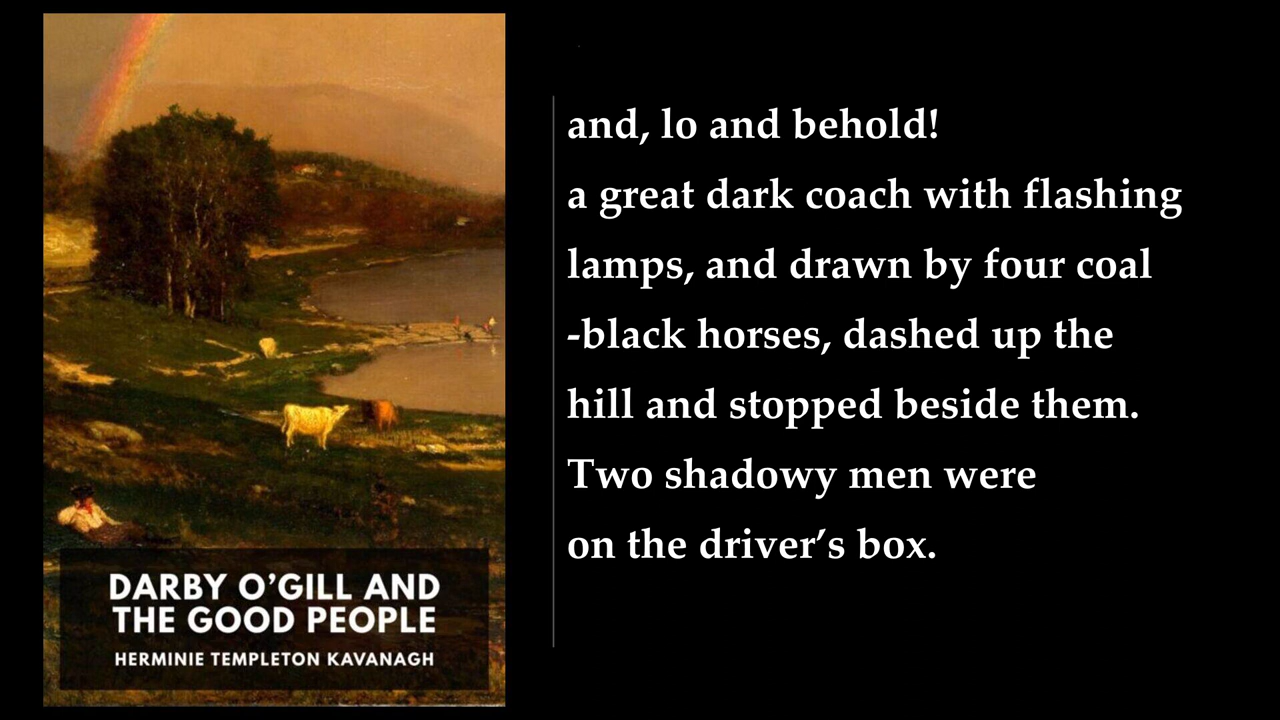 DARBY O’GILL AND
THE GOOD PEOPLE
HERMINIE TEMPLETON KAVANAGH
and, lo and behold!
a great dark coach with flashing
lamps, and drawn by four coal
-black horses, dashed up the
hill and stopped beside them.
Two shadowy men were
on the driver’s box.